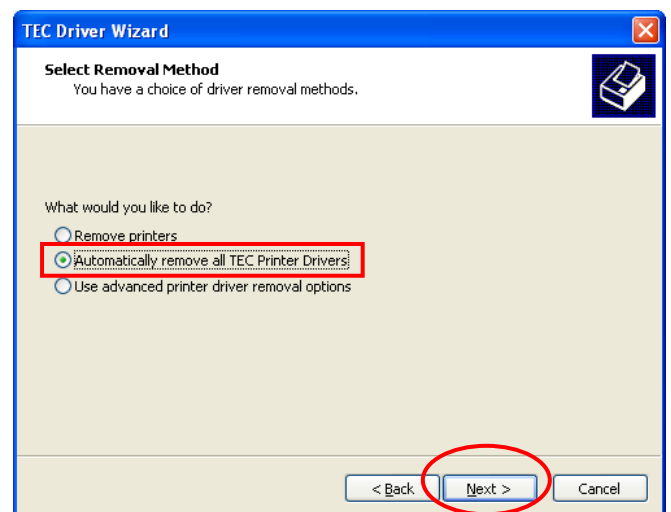 TEC Driver Wizard
Select Removal Method
You have a choice of driver removal methods.
What would you like to do?
Remove printers
Automatically remove all TEC Printer Drivers
Use advanced printer driver removal options
< Back Next > Cancel